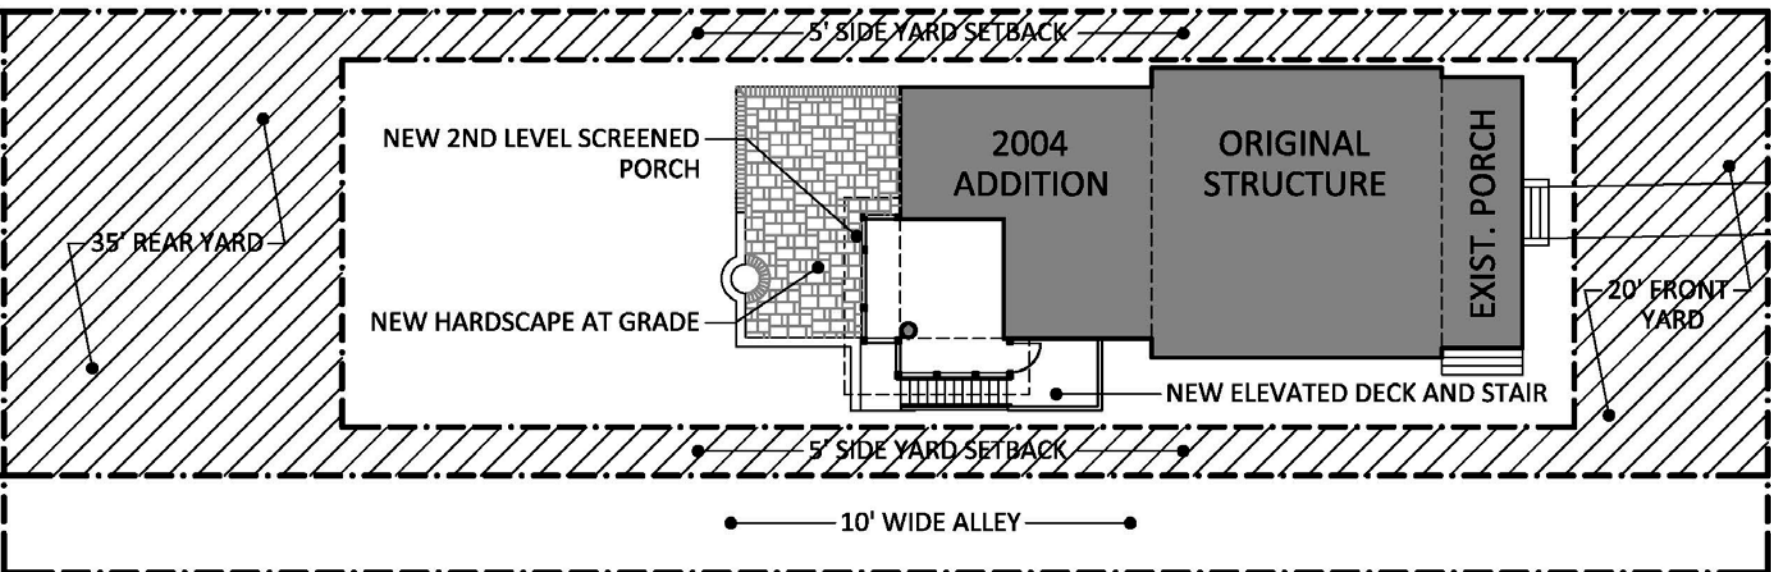 5' SIDE YARD SETBACK
NEW 2ND LEVEL SCREENED
PORCH
2004
ADDITION
ORIGINAL
STRUCTURE
EXIST. PORCH
35' REAR YARD
NEW HARDSCAPE AT GRADE
20' FRONT
YARD
NEW ELEVATED DECK AND STAIR
5' SIDE YARD SETBACK
10' WIDE ALLEY